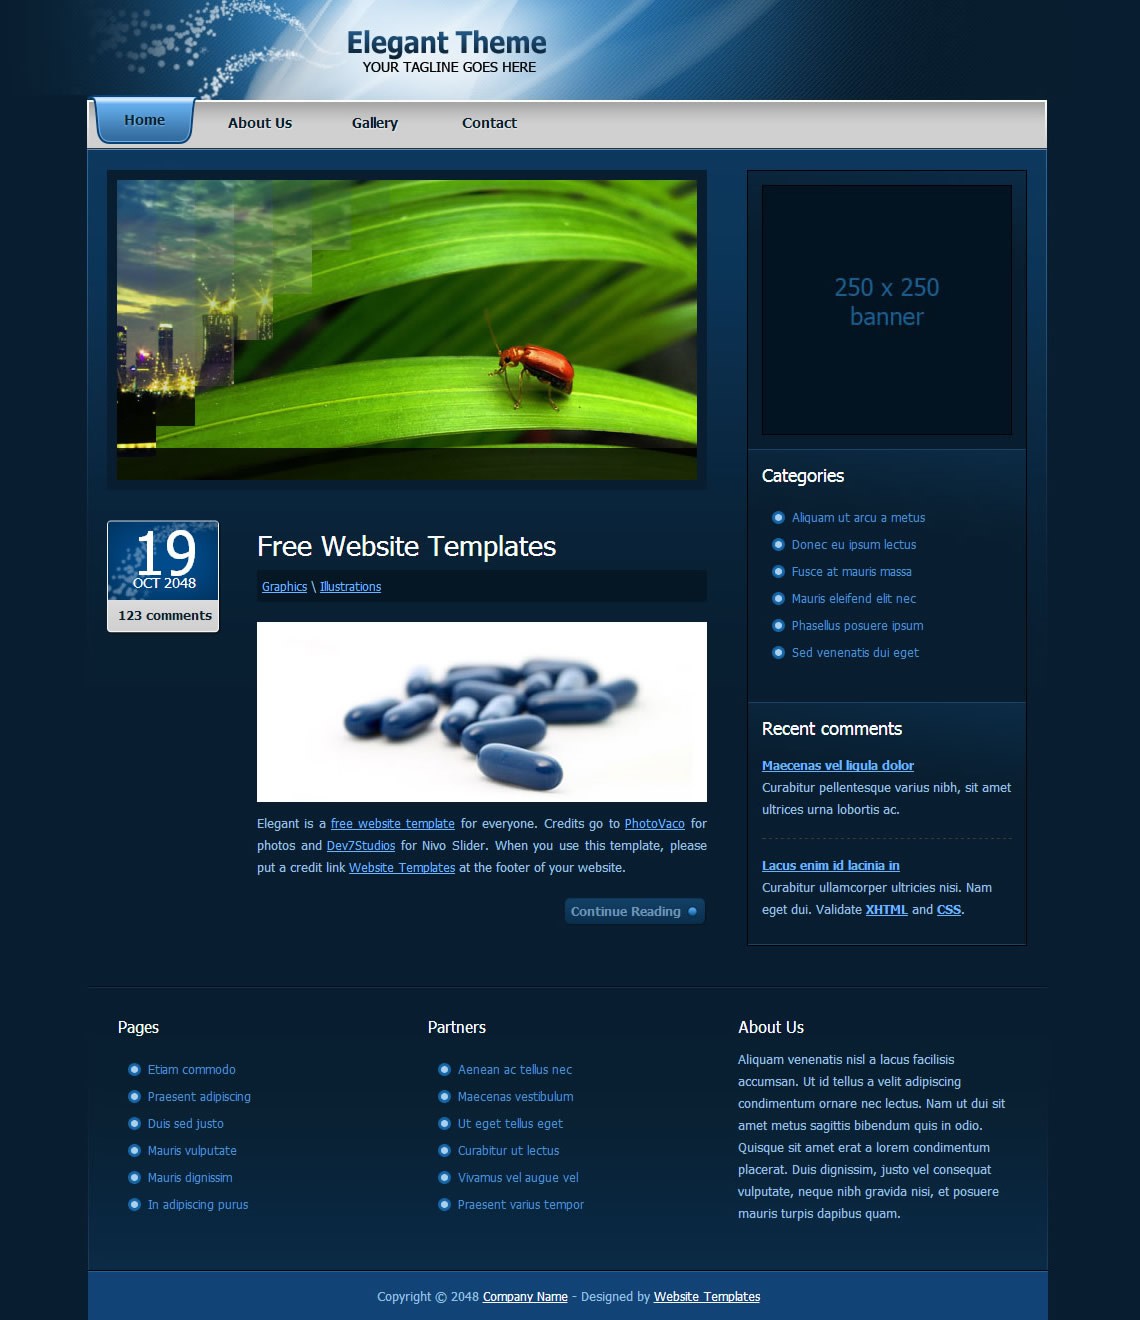 Elegant Theme
YOUR TAGLINE GOES HERE
Home
About Us
Gallery
Contact
250 x 250
banner
Categories
Aliquam ut arcu a metus
Donec eu ipsum lectus
Fusce at mauris massa
Mauris eleifend elit nec
Phasellus posuere ipsum
Sed venenatis dui eget
19
OCT 2048
123 comments
Free Website Templates
Graphics \ Illustrations
Elegant is a free website template for everyone. Credits go to PhotoVaco for
photos and Dev7Studios for Nivo Slider. When you use this template, please
put a credit link Website Templates at the footer of your website.
Continue Reading
Recent comments
Maecenas vel ligula dolor
Curabitur pellentesque varius nibh, sit amet
ultrices urna lobortis ac.
Lacus enim id lacinia in
Curabitur ullamcorper ultricies nisi. Nam
eget dui. Validate XHTML and CSS.
Pages
Etiam commodo
Praesent adipiscing
Duis sed justo
Mauris vulputate
Mauris dignissim
In adipiscing purus
Partners
Aenean ac tellus nec
Maecenas vestibulum
Ut eget tellus eget
Curabitur ut lectus
Vivamus vel augue vel
Praesent varius tempor
About Us
Aliquam venenatis nisl a lacus facilisis
accumsan. Ut id tellus a velit adipiscing
condimentum ornare nec lectus. Nam ut dui sit
amet metus sagittis bibendum quis in odio.
Quisque sit amet erat a lorem condimentum
placerat. Duis dignissim, justo vel consequat
vulputate, neque nibh gravida nisi, et posuere
mauris turpis dapibus quam.
Copyright © 2048 Company Name - Designed by Website Templates